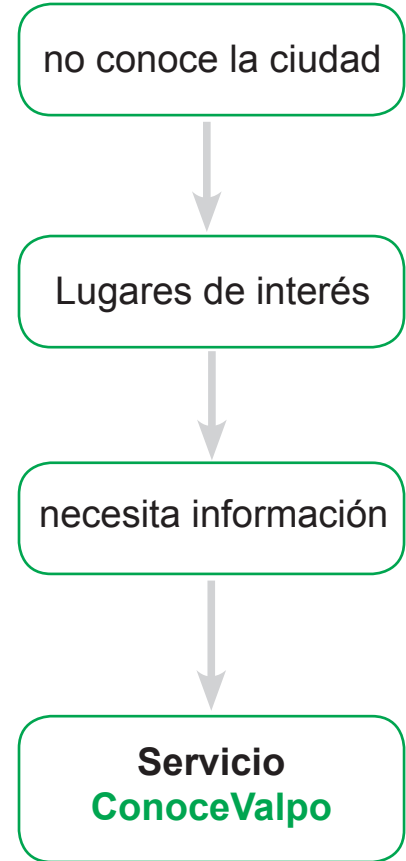 no conoce la ciudad
Lugares de interés
necesita información
Servicio
ConoceValpo